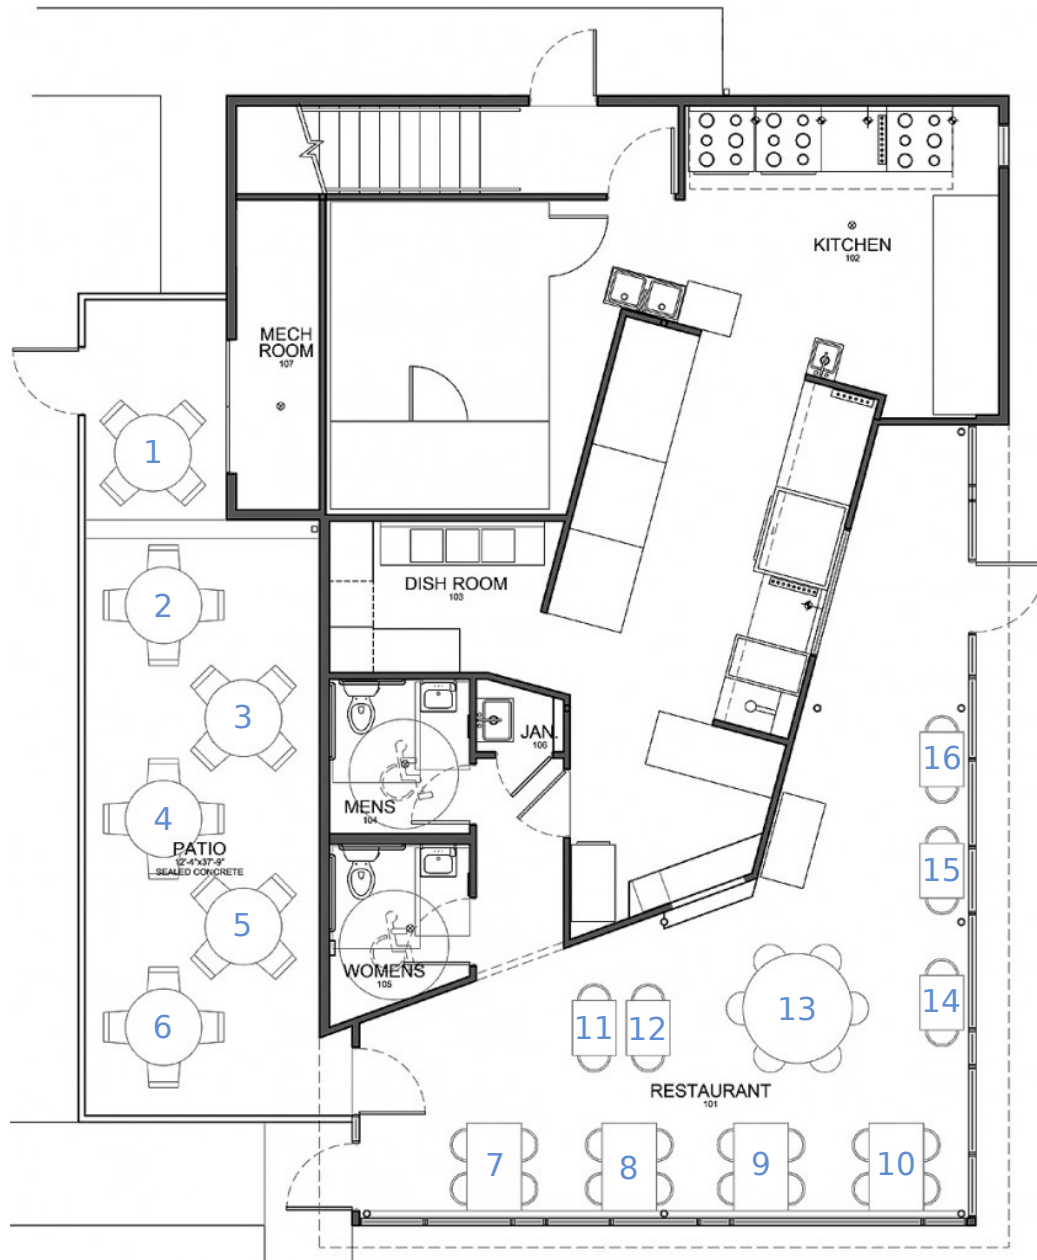 KITCHEN
102
MECH
ROOM
107
1
DISH ROOM
103
2
3
JAN.
106
16
MENS
104
4
PATIO
12'-4"x37'-9"
SEALED CONCRETE
15
5
WOMENS
105
14
13
6
11
12
RESTAURANT
101
7
8
9
10